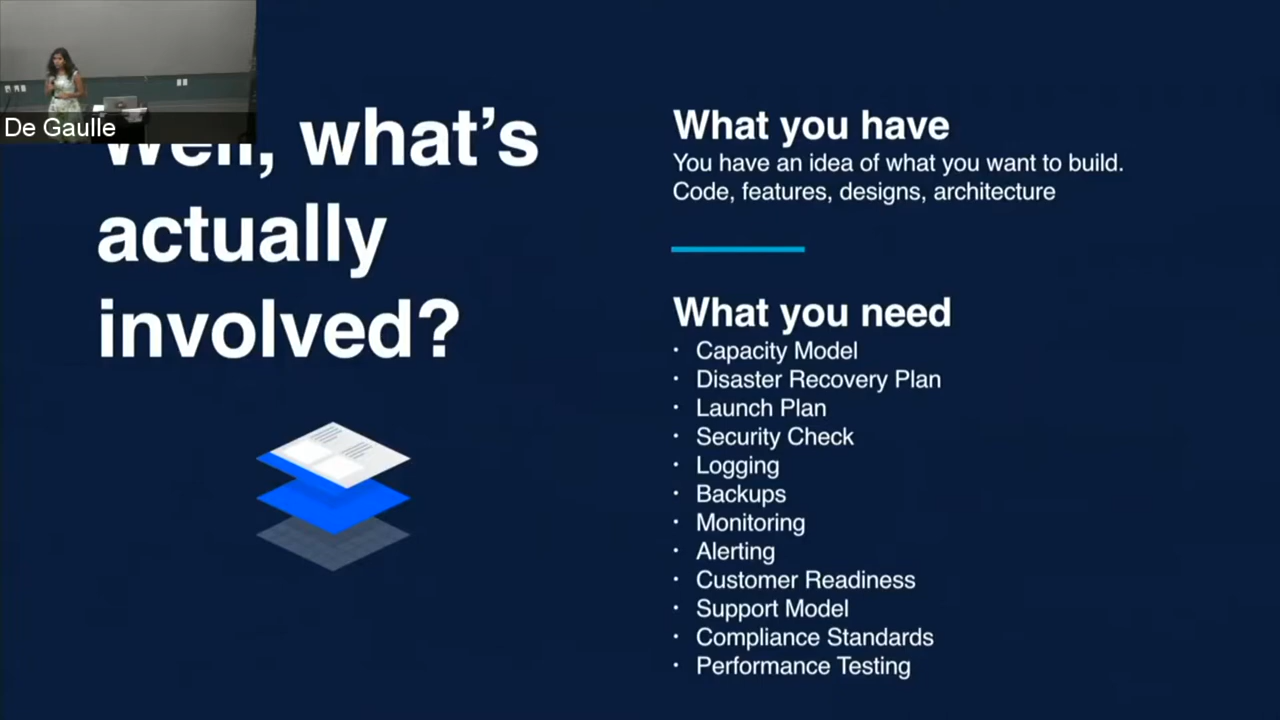 De Gaulle
Well, what's
actually
involved?
What you have
You have an idea of what you want to build.
Code, features, designs, architecture
What you need
· Capacity Model
· Disaster Recovery Plan
· Launch Plan
· Security Check
· Logging
· Backups
· Monitoring
· Alerting
· Customer Readiness
· Support Model
· Compliance Standards
· Performance Testing